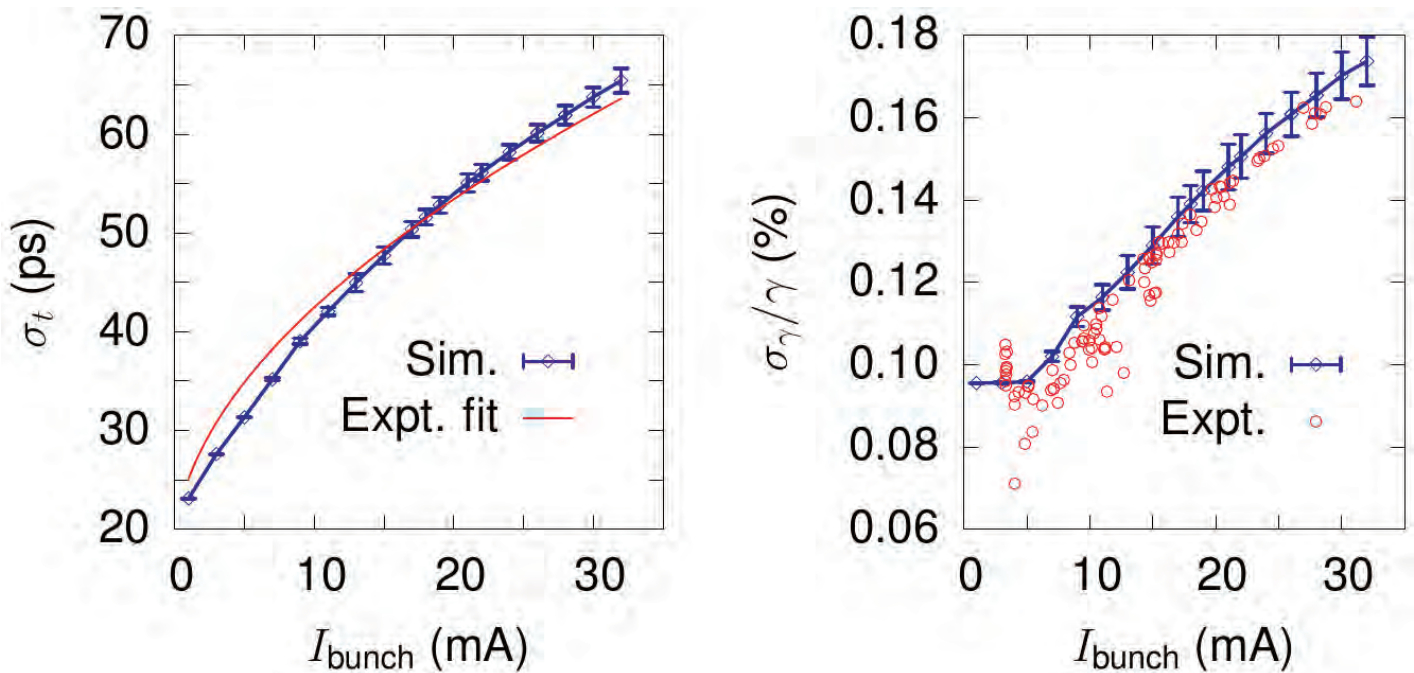 70
60
50
40
30
20
σt (ps)
Sim.
Expt. fit
0 10 20 30
Ibunch (mA)
0.18
0.16
0.14
0.12
0.10
0.08
0.06
σγ/γ (%)
Sim.
Expt.
0 10 20 30
Ibunch (mA)